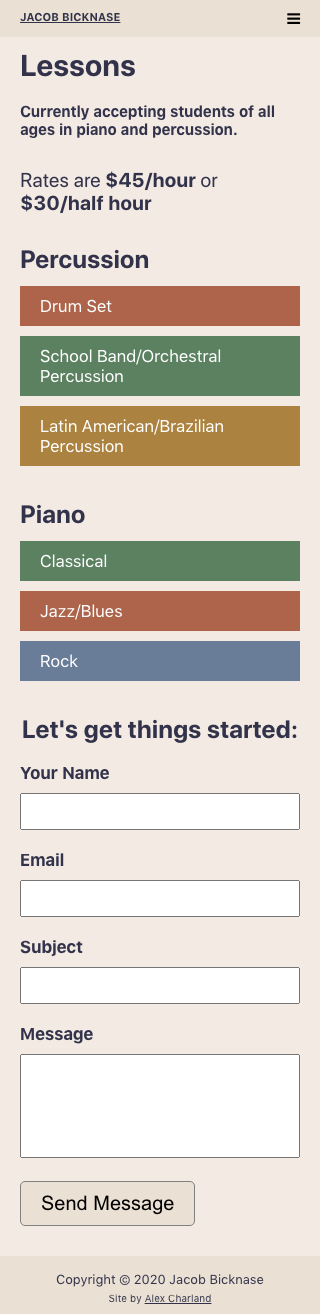 JACOB BICKNASE
Lessons
Currently accepting students of all
ages in piano and percussion.
Rates are $45/hour or
$30/half hour
Percussion
Drum Set
School Band/Orchestral
Percussion
Latin American/Brazilian
Percussion
Piano
Classical
Jazz/Blues
Rock
Let's get things started:
Your Name
Email
Subject
Message
Send Message
Copyright © 2020 Jacob Bicknase
Site by Alex Charland